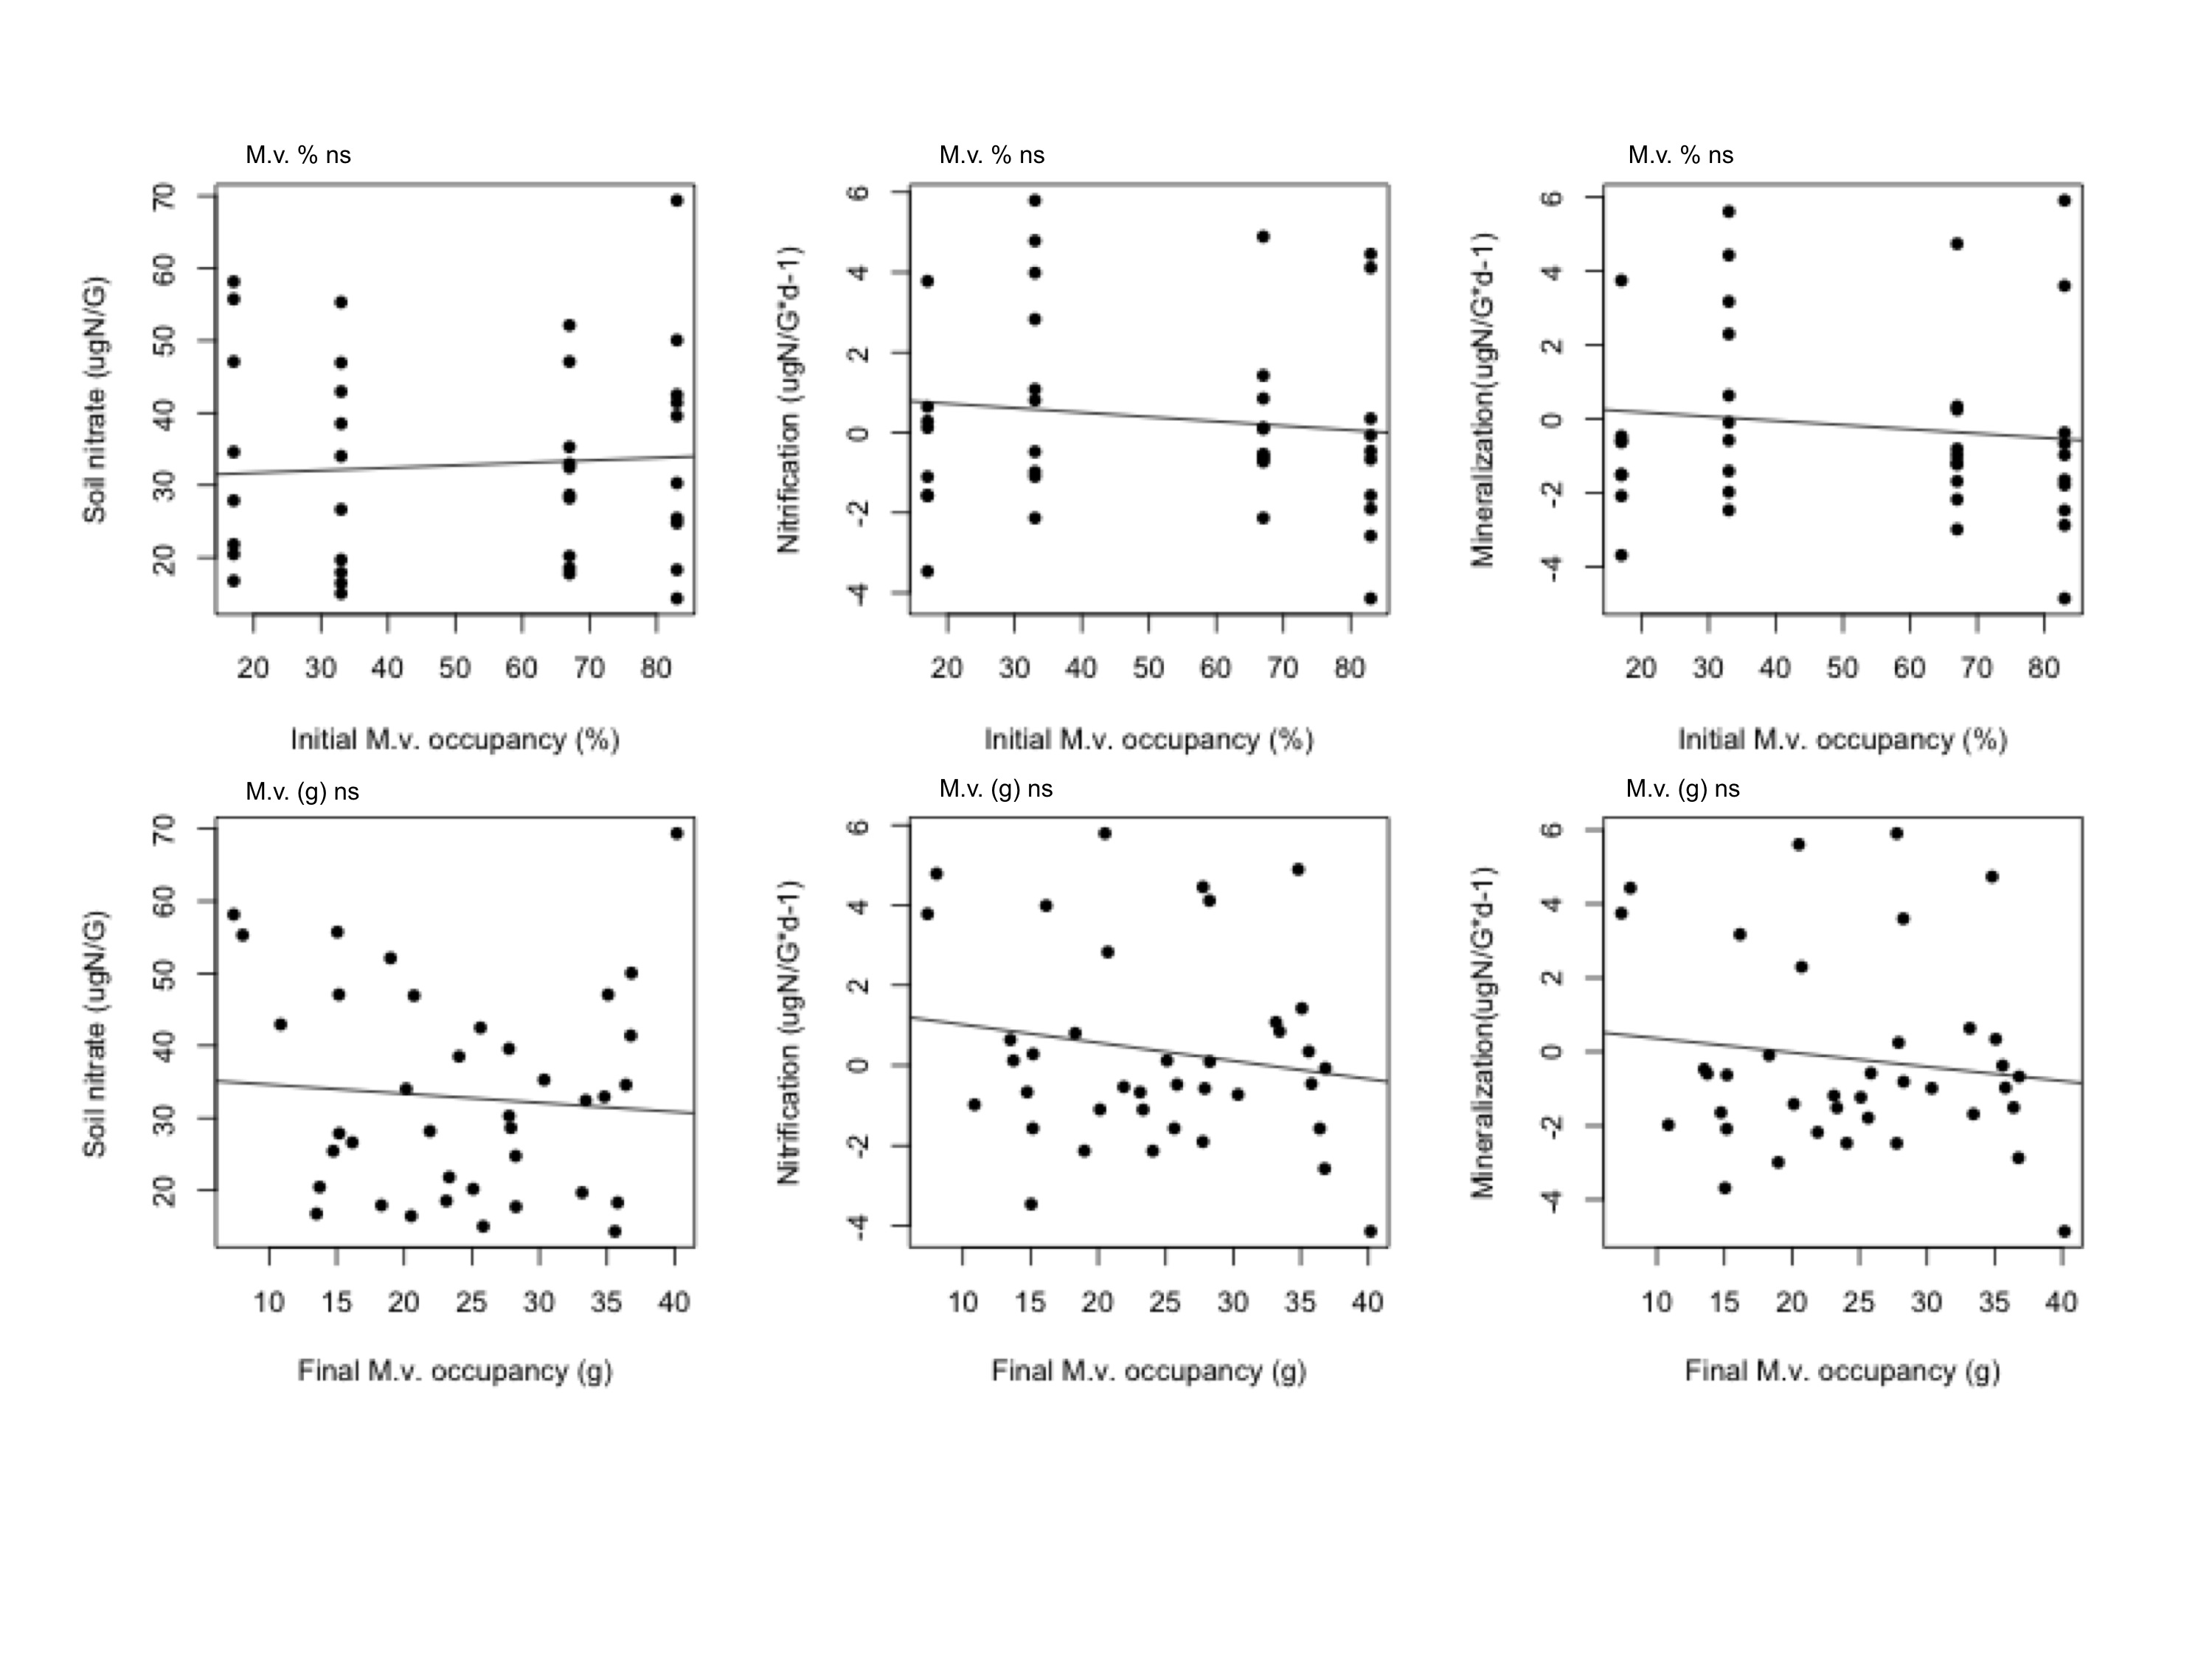 M.v. % ns
Soil nitrate (ugN/G)
70
60
50
40
30
20
20 30 40 50 60 70 80
Initial M.v. occupancy (%)
M.v. % ns
Nitrification (ugN/G*d-1)
6
4
2
0
-2
-4
20 30 40 50 60 70 80
Initial M.v. occupancy (%)
M.v. % ns
Mineralization(ugN/G*d-1)
6
4
2
0
-2
-4
20 30 40 50 60 70 80
Initial M.v. occupancy (%)
M.v. (g) ns
Soil nitrate (ugN/G)
70
60
50
40
30
20
10 15 20 25 30 35 40
Final M.v. occupancy (g)
M.v. (g) ns
Nitrification (ugN/G*d-1)
6
4
2
0
-2
-4
10 15 20 25 30 35 40
Final M.v. occupancy (g)
M.v. (g) ns
Mineralization(ugN/G*d-1)
6
4
2
0
-2
-4
10 15 20 25 30 35 40
Final M.v. occupancy (g)